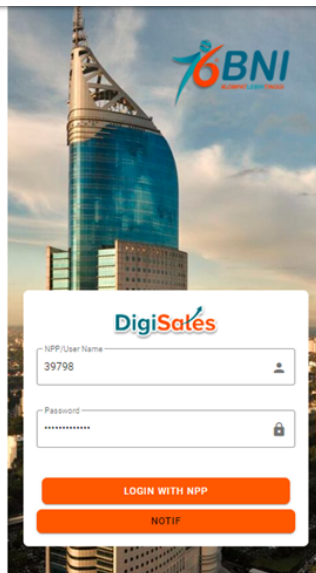 76 BNI
DigiSales
NPP/User Name
39798
Password
•••••••••••••
LOGIN WITH NPP
NOTIF